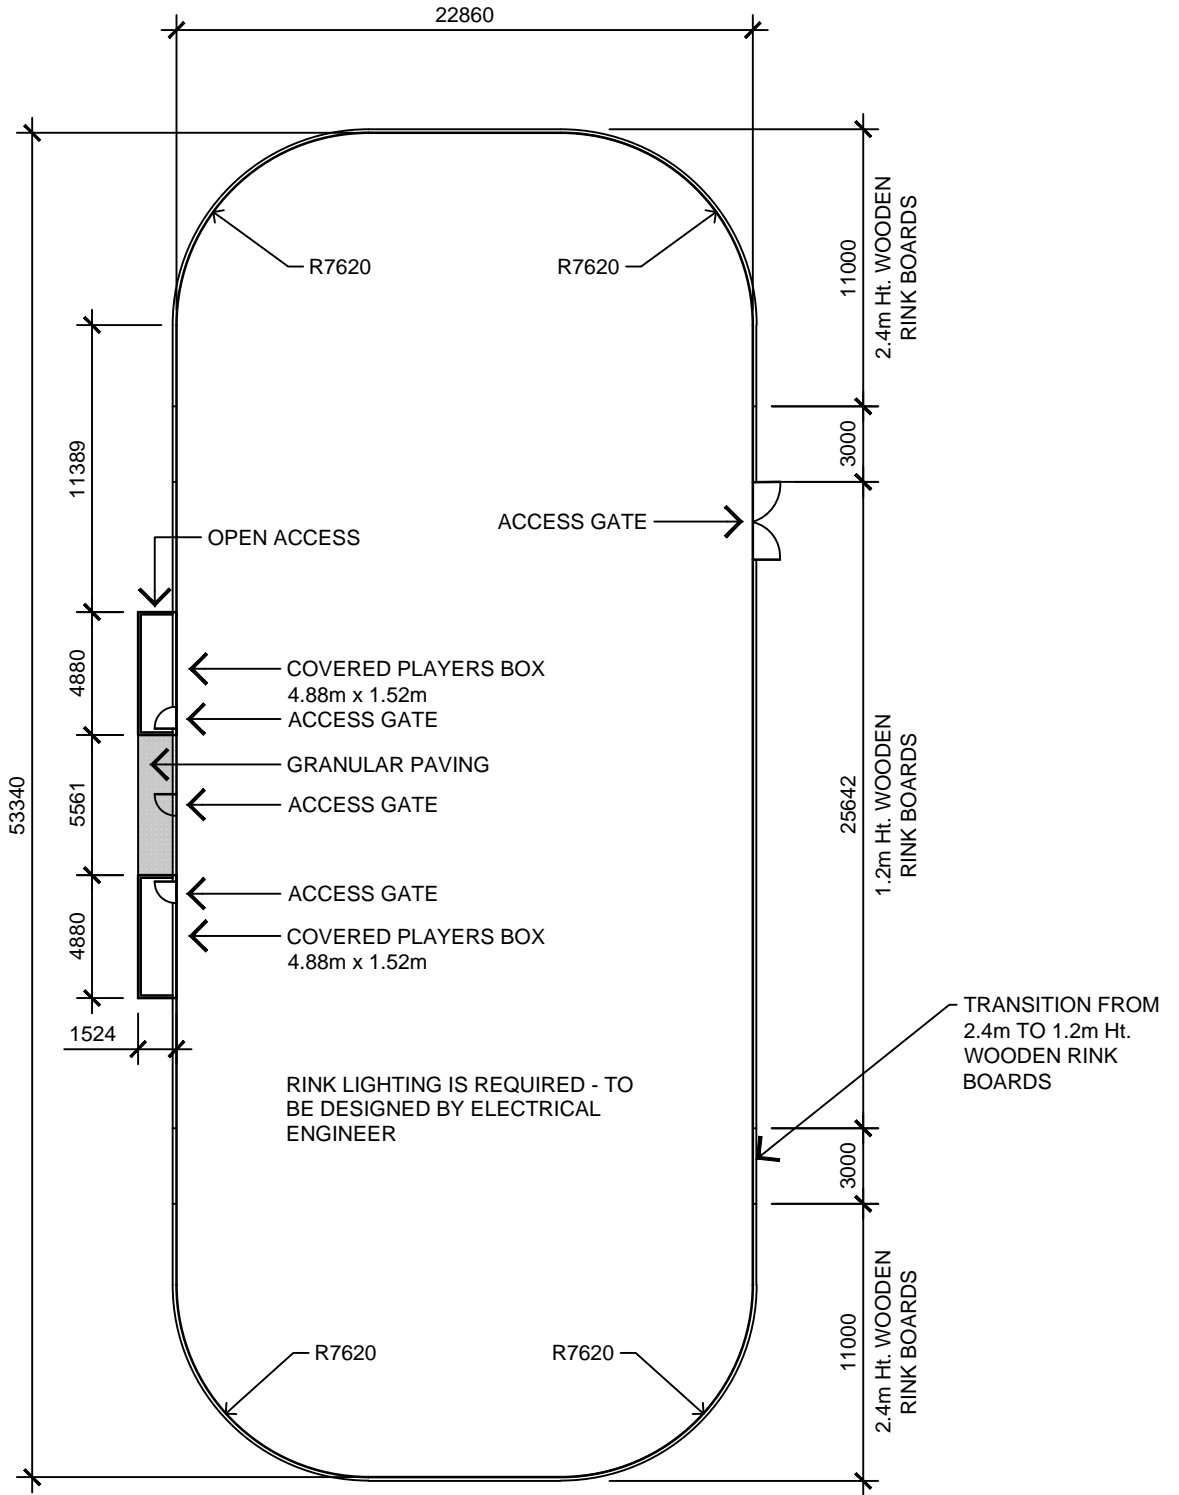 22860
R7620
R7620
11000
2.4m Ht. WOODEN
RINK BOARDS
3000
11389
OPEN ACCESS
ACCESS GATE
4880
COVERED PLAYERS BOX
4.88m x 1.52m
ACCESS GATE
GRANULAR PAVING
53340
5561
ACCESS GATE
25642
1.2m Ht. WOODEN
RINK BOARDS
ACCESS GATE
4880
COVERED PLAYERS BOX
4.88m x 1.52m
1524
TRANSITION FROM
2.4m TO 1.2m Ht.
WOODEN RINK
BOARDS
RINK LIGHTING IS REQUIRED - TO
BE DESIGNED BY ELECTRICAL
ENGINEER
3000
R7620
R7620
11000
2.4m Ht. WOODEN
RINK BOARDS